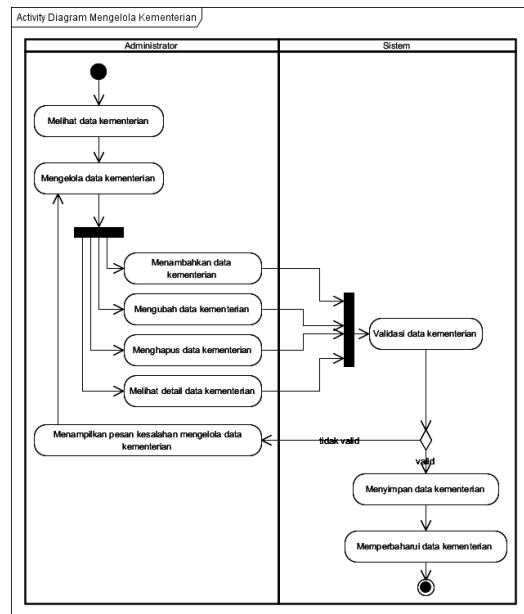 Activity Diagram Mengelola Kementerian
Administrator
Sistem
Melihat data kementerian
Mengelola data kementerian
Menambahkan data
kementerian
Mengubah data kementerian
Validasi data kementerian
Menghapus data kementerian
Melihat detail data kementerian
Menampilkan pesan kesalahan mengelola data
kementerian
tidak valid
valid
Menyimpan data kementerian
Memperbaharui data kementerian